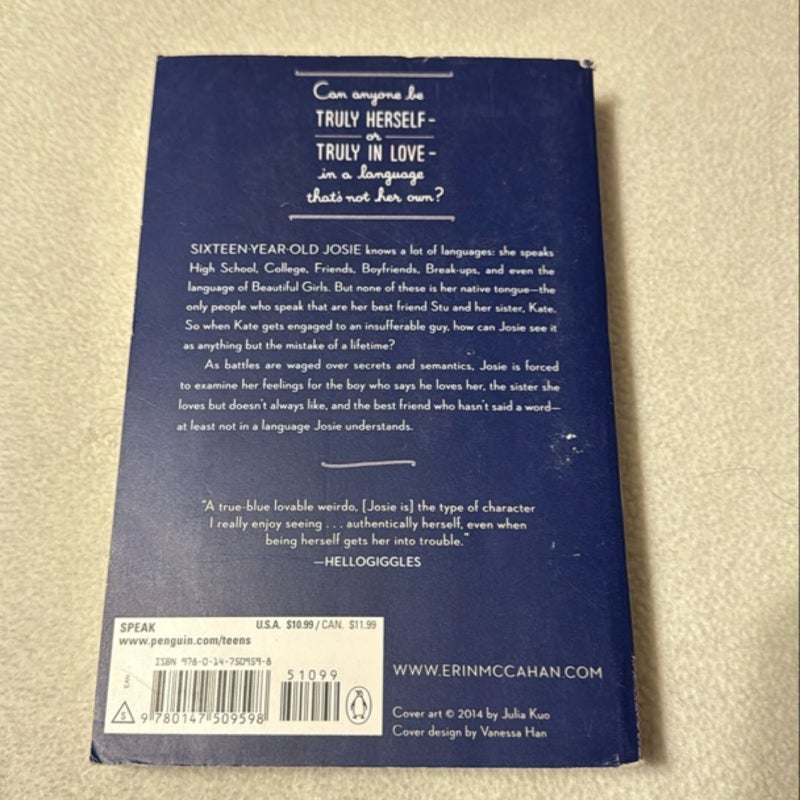 Can anyone be
TRULY HERSELF–
or
TRULY IN LOVE–
in a language
that's not her own?
SIXTEEN-YEAR-OLD JOSIE knows a lot of languages: she speaks
High School, College, Friends, Boyfriends, Break-ups, and even the
language of Beautiful Girls. But none of these is her native tongue—the
only people who speak that are her best friend Stu and her sister, Kate.
So when Kate gets engaged to an insufferable guy, how can Josie see it
as anything but the mistake of a lifetime?
As battles are waged over secrets and semantics, Josie is forced
to examine her feelings for the boy who says he loves her, the sister she
loves but doesn't always like, and the best friend who hasn't said a word—
at least not in a language Josie understands.
"A true-blue lovable weirdo, [Josie is] the type of character
I really enjoy seeing . . . authentically herself, even when
being herself gets her into trouble."
—HELLOGIGGLES
SPEAK U.S.A. $10.99 / CAN. $11.99
www.penguin.com/teens
ISBN 978-0-14-750959-8
51099
EAN
S 9 780147 509598
WWW.ERINMCCAHAN.COM
Cover art © 2014 by Julia Kuo
Cover design by Vanessa Han